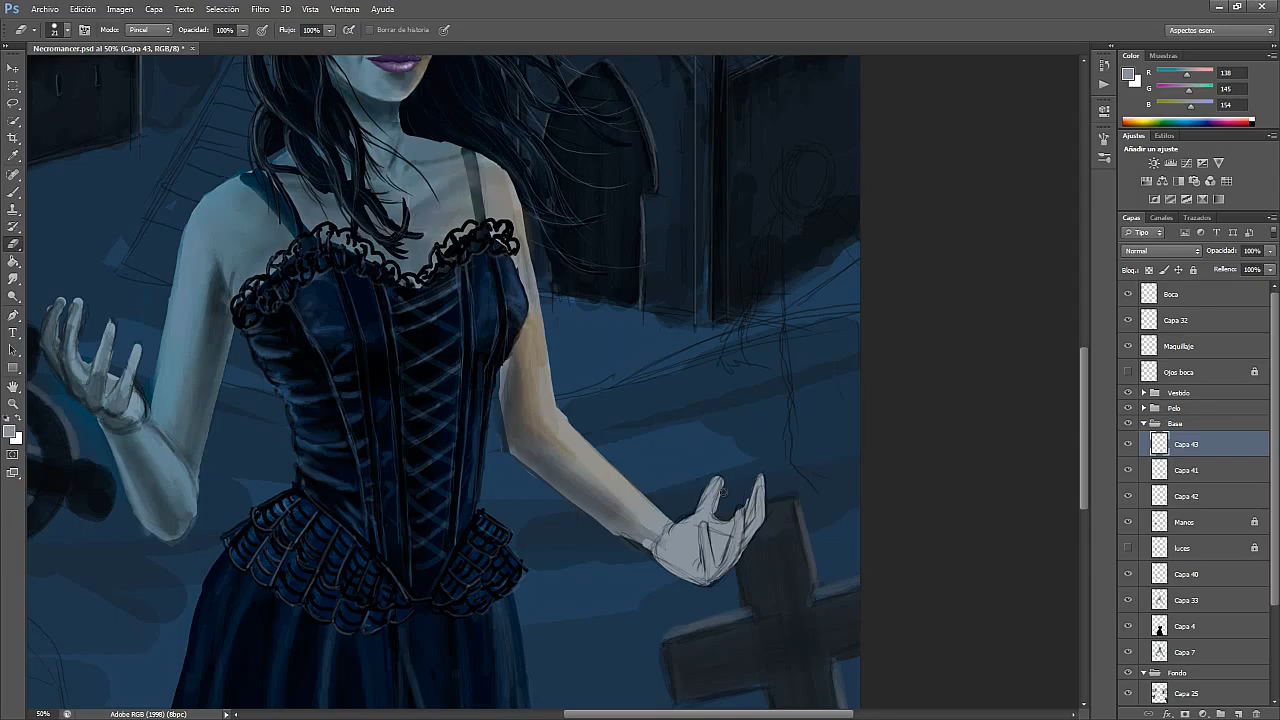 Ps Archivo Edición Imagen Capa Texto Selección Filtro 3D Vista Ventana Ayuda
21 Modo: Pincel Opacidad: 100% Flujo: 100% Borrar de historia Aspectos esen.
Necromancer.psd al 50% (Capa 43, RGB/8) * ×
Color Muestras
R 138
G 145
B 154
Ajustes Estilos
Añadir un ajuste
Capas Canales Trazados
Tipo
Normal Opacidad: 100%
Bloq.: Relleno: 100%
Boca
Capa 32
Maquillaje
Ojos boca
Vestido
Pelo
Base
Capa 43
Capa 41
Capa 42
Manos
luces
Capa 40
Capa 33
Capa 4
Capa 7
Fondo
Capa 25
50% Adobe RGB (1998) (8bpc)